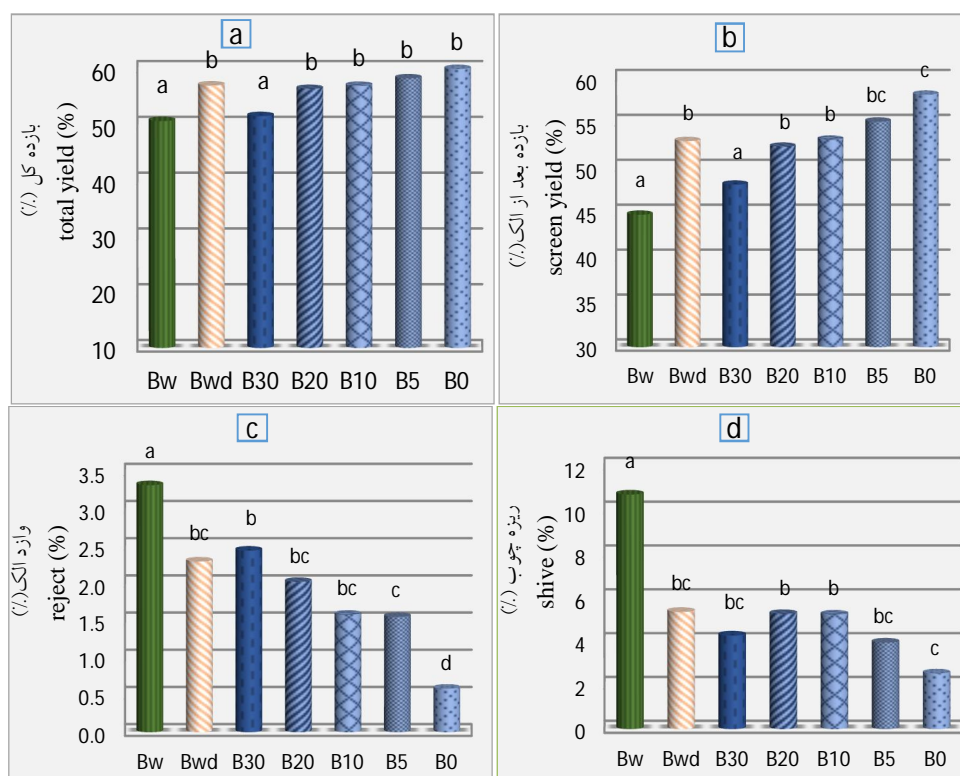 a
بازده کل (٪)
total yield (%)
60
50
40
30
20
10
a b a b b b b
Bw Bwd B30 B20 B10 B5 B0
b
بازده بعد از الک(٪)
screen yield (%)
60
55
50
45
40
35
30
a b a b b bc c
Bw Bwd B30 B20 B10 B5 B0
c
وازد الک(٪)
reject (%)
3.5
3.0
2.5
2.0
1.5
1.0
0.5
0.0
a bc b bc bc c d
Bw Bwd B30 B20 B10 B5 B0
d
ریزه چوب (٪)
shive (%)
12
10
8
6
4
2
0
a bc bc b b bc c
Bw Bwd B30 B20 B10 B5 B0